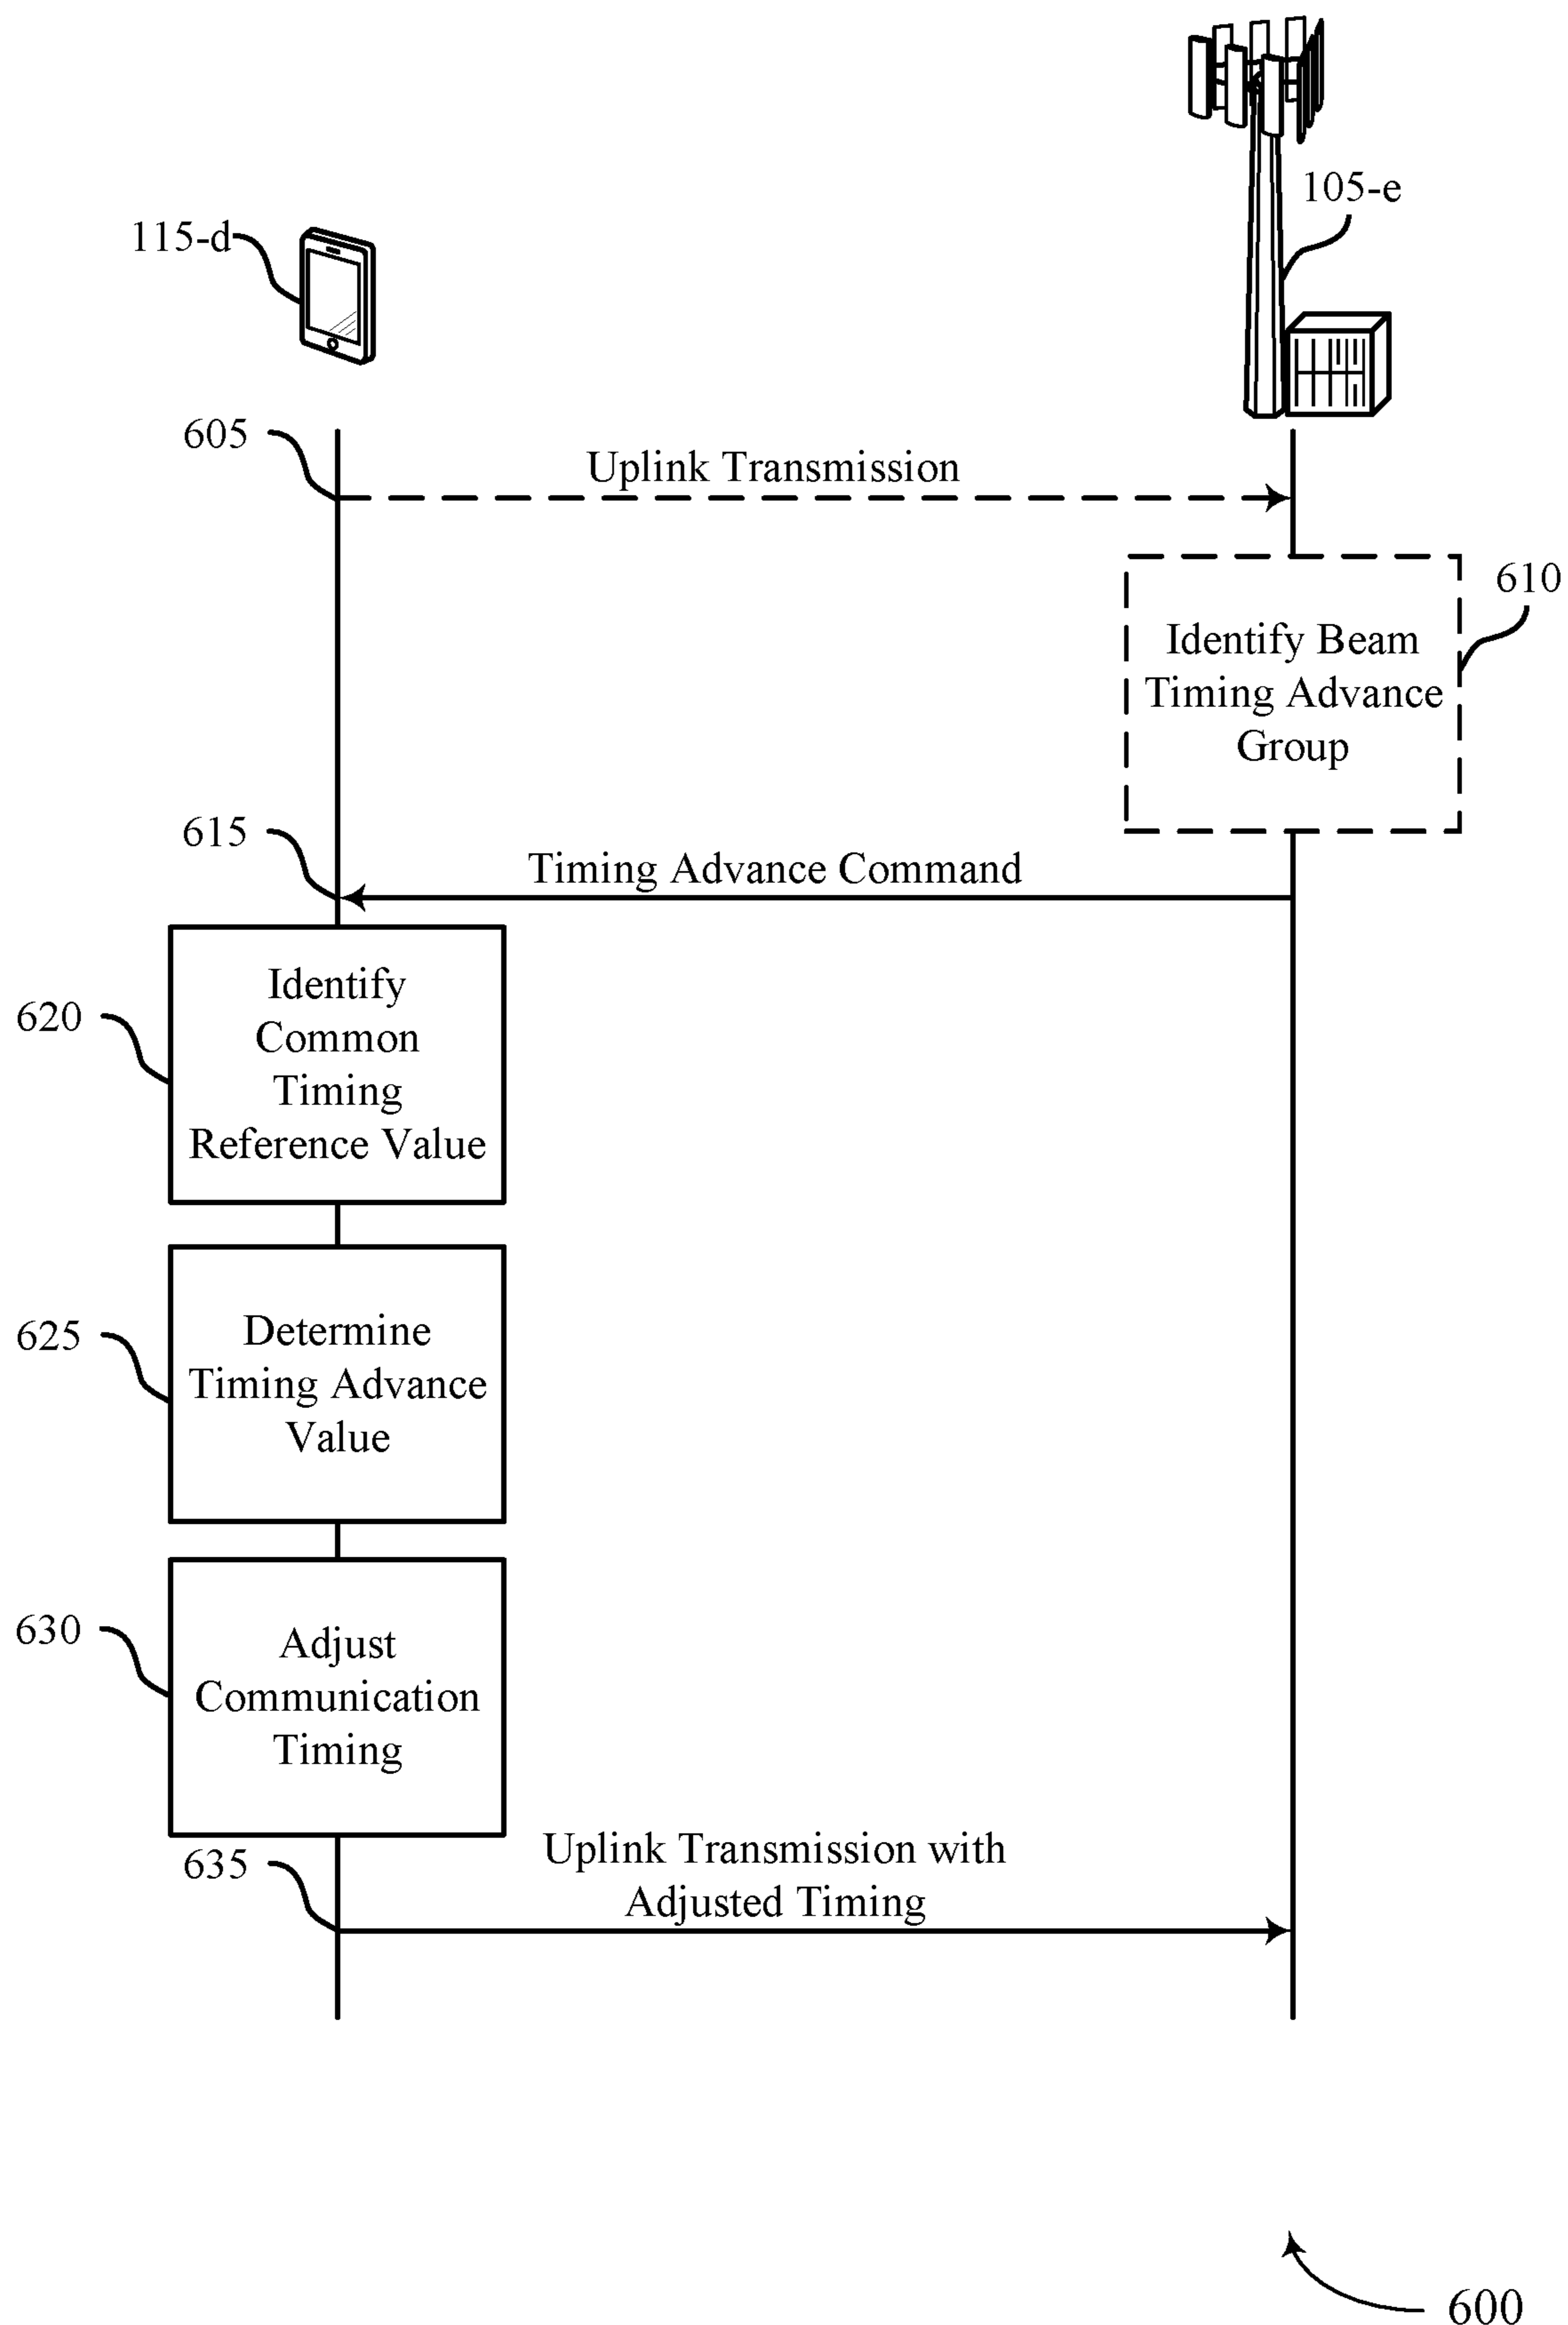 105-e
115-d
605
Uplink Transmission
610
Identify Beam
Timing Advance
Group
615
Timing Advance Command
620
Identify
Common
Timing
Reference Value
625
Determine
Timing Advance
Value
630
Adjust
Communication
Timing
635
Uplink Transmission with
Adjusted Timing
600